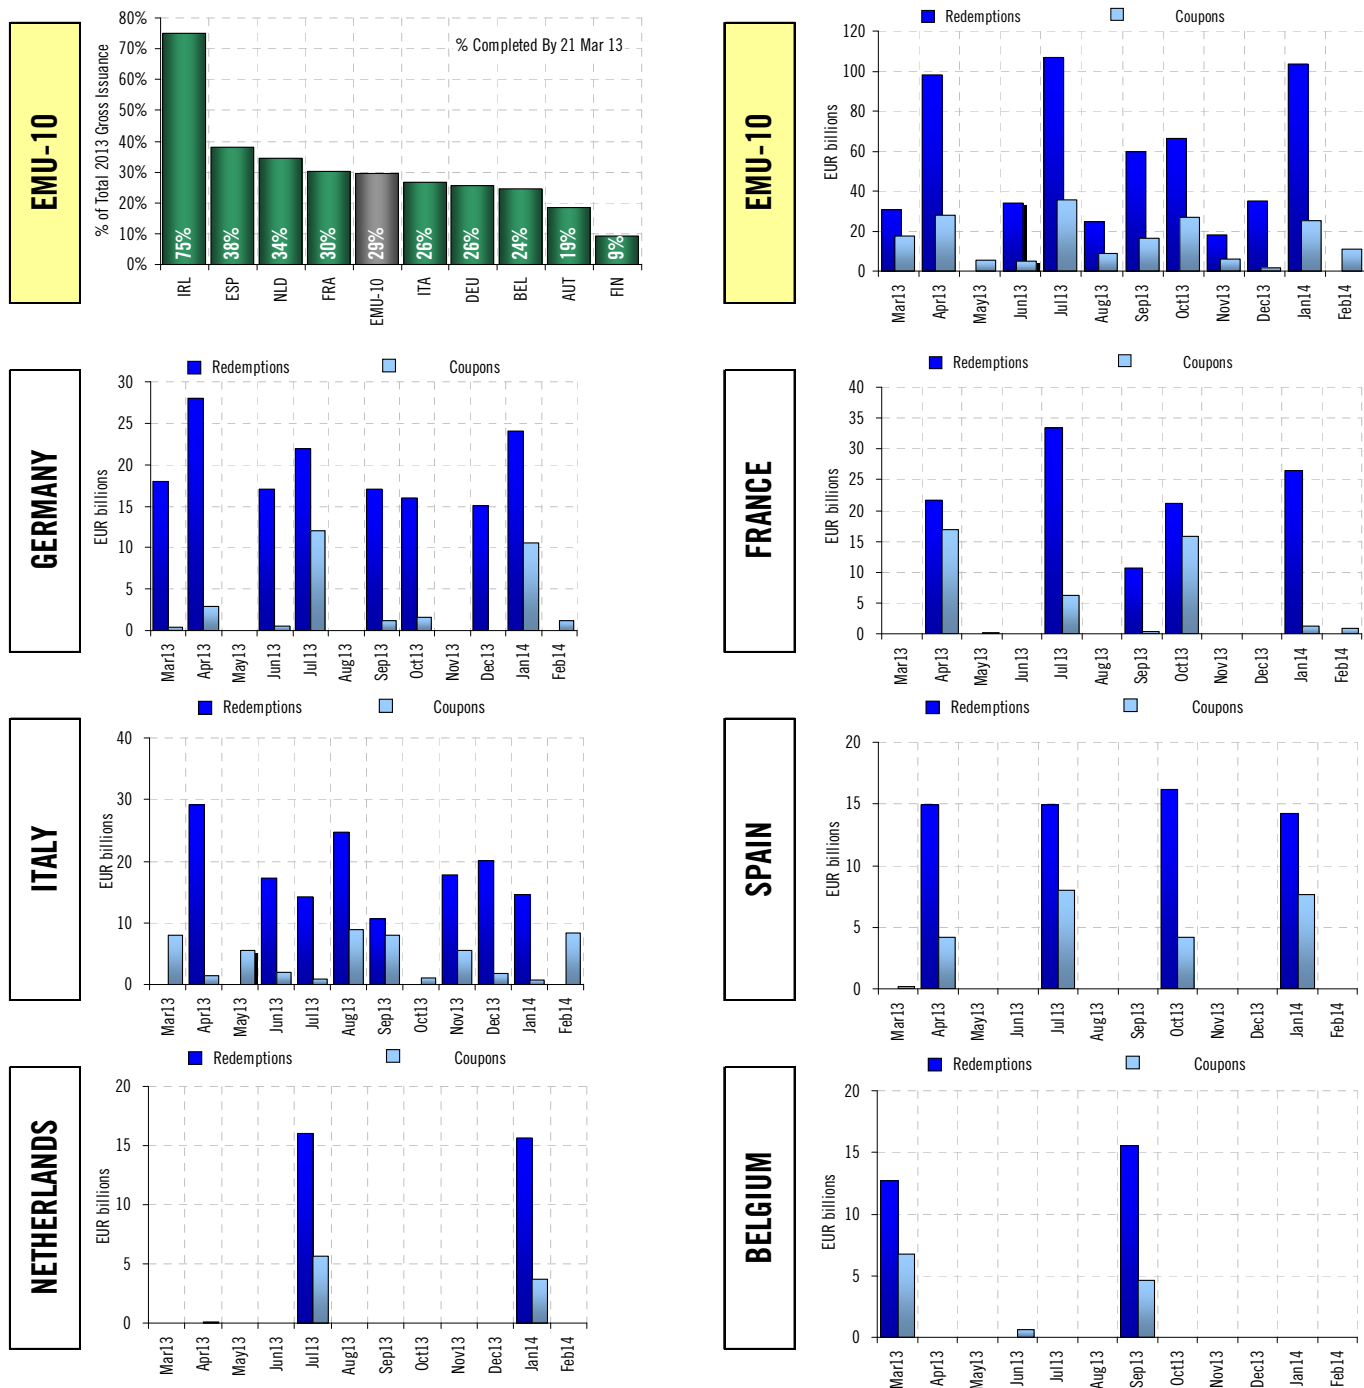 EMU-10
% of Total 2013 Gross Issuance
80%
70%
60%
50%
40%
30%
20%
10%
0%
% Completed By 21 Mar 13
75%
38%
34%
30%
29%
26%
26%
24%
19%
9%
IRL
ESP
NLD
FRA
EMU-10
ITA
DEU
BEL
AUT
FIN
EMU-10
Redemptions Coupons
EUR billions
120
100
80
60
40
20
0
Mar13
Apr13
May13
Jun13
Jul13
Aug13
Sep13
Oct13
Nov13
Dec13
Jan14
Feb14
GERMANY
Redemptions Coupons
EUR billions
30
25
20
15
10
5
0
Mar13
Apr13
May13
Jun13
Jul13
Aug13
Sep13
Oct13
Nov13
Dec13
Jan14
Feb14
FRANCE
Redemptions Coupons
EUR billions
40
35
30
25
20
15
10
5
0
Mar13
Apr13
May13
Jun13
Jul13
Aug13
Sep13
Oct13
Nov13
Dec13
Jan14
Feb14
ITALY
Redemptions Coupons
EUR billions
40
30
20
10
0
Mar13
Apr13
May13
Jun13
Jul13
Aug13
Sep13
Oct13
Nov13
Dec13
Jan14
Feb14
SPAIN
Redemptions Coupons
EUR billions
20
15
10
5
0
Mar13
Apr13
May13
Jun13
Jul13
Aug13
Sep13
Oct13
Nov13
Dec13
Jan14
Feb14
NETHERLANDS
Redemptions Coupons
EUR billions
20
15
10
5
0
Mar13
Apr13
May13
Jun13
Jul13
Aug13
Sep13
Oct13
Nov13
Dec13
Jan14
Feb14
BELGIUM
Redemptions Coupons
EUR billions
20
15
10
5
0
Mar13
Apr13
May13
Jun13
Jul13
Aug13
Sep13
Oct13
Nov13
Dec13
Jan14
Feb14